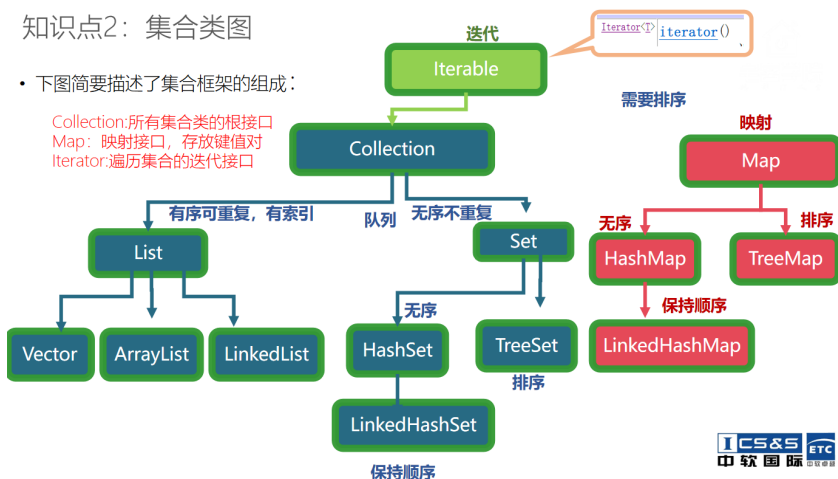 知识点2：集合类图
迭代
Iterator<T> iterator()
、
Iterable
• 下图简要描述了集合框架的组成：
需要排序
Collection:所有集合类的根接口
Map：映射接口，存放键值对
Iterator:遍历集合的迭代接口
映射
Collection
Map
有序可重复，有索引
队列
无序不重复
无序
排序
List
Set
HashMap
TreeMap
无序
保持顺序
Vector
ArrayList
LinkedList
HashSet
TreeSet
LinkedHashMap
排序
LinkedHashSet
保持顺序
ICS&S
中软国际
ETC